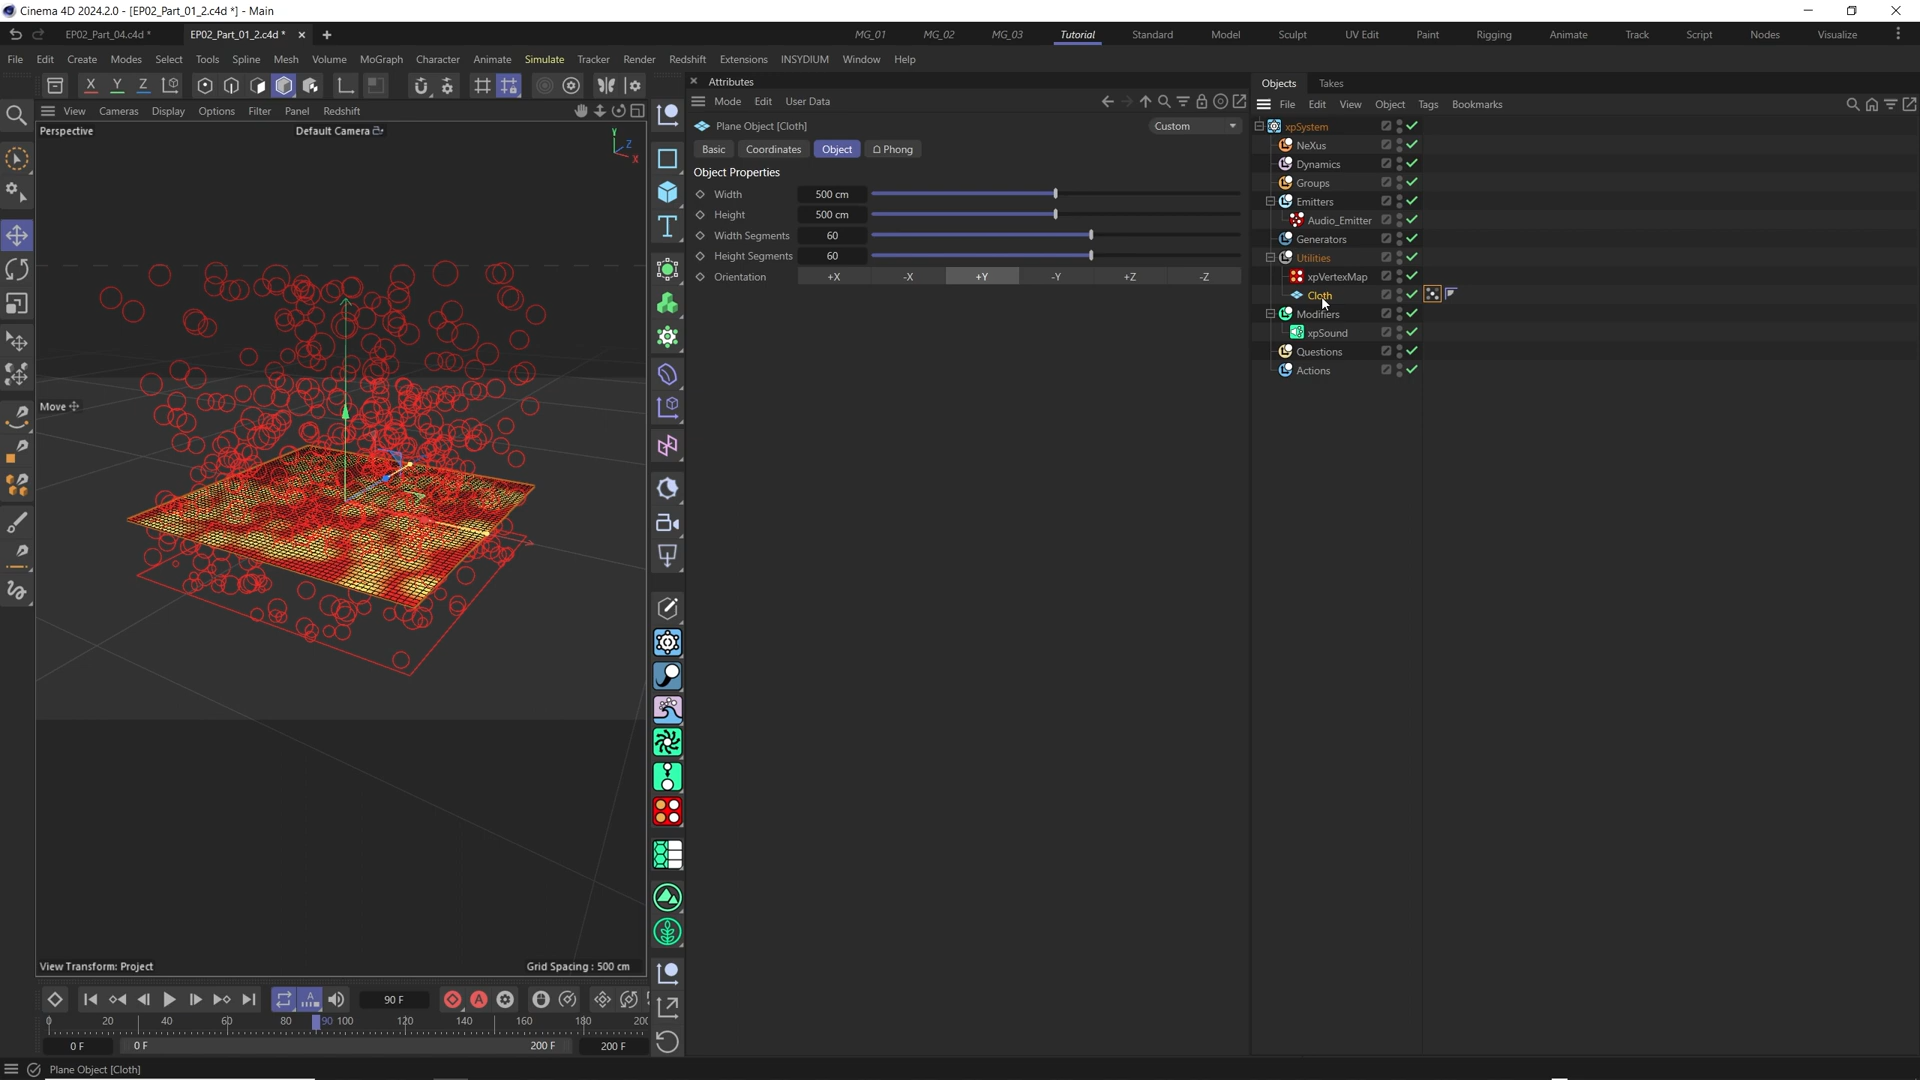 Cinema 4D 2024.2.0 - [EP02_Part_01_2.c4d *] - Main
EP02_Part_04.c4d *
EP02_Part_01_2.c4d *
MG_01
MG_02
MG_03
Tutorial
Standard
Model
Sculpt
UV Edit
Paint
Rigging
Animate
Track
Script
Nodes
Visualize
File
Edit
Create
Modes
Select
Tools
Spline
Mesh
Volume
MoGraph
Character
Animate
Simulate
Tracker
Render
Redshift
Extensions
INSYDIUM
Window
Help
X
Y
Z
View
Cameras
Display
Options
Filter
Panel
Redshift
Perspective
Default Camera
Y
Z
X
Move
View Transform: Project
Grid Spacing : 500 cm
Attributes
Mode
Edit
User Data
Plane Object [Cloth]
Custom
Basic
Coordinates
Object
Phong
Object Properties
Width
500 cm
Height
500 cm
Width Segments
60
Height Segments
60
Orientation
+X
-X
+Y
-Y
+Z
-Z
Objects
Takes
File
Edit
View
Object
Tags
Bookmarks
xpSystem
NeXus
Dynamics
Groups
Emitters
Audio_Emitter
Generators
Utilities
xpVertexMap
Cloth
Modifiers
xpSound
Questions
Actions
90 F
0
20
40
60
80
90
100
120
140
160
180
200
0 F
0 F
200 F
200 F
Plane Object [Cloth]